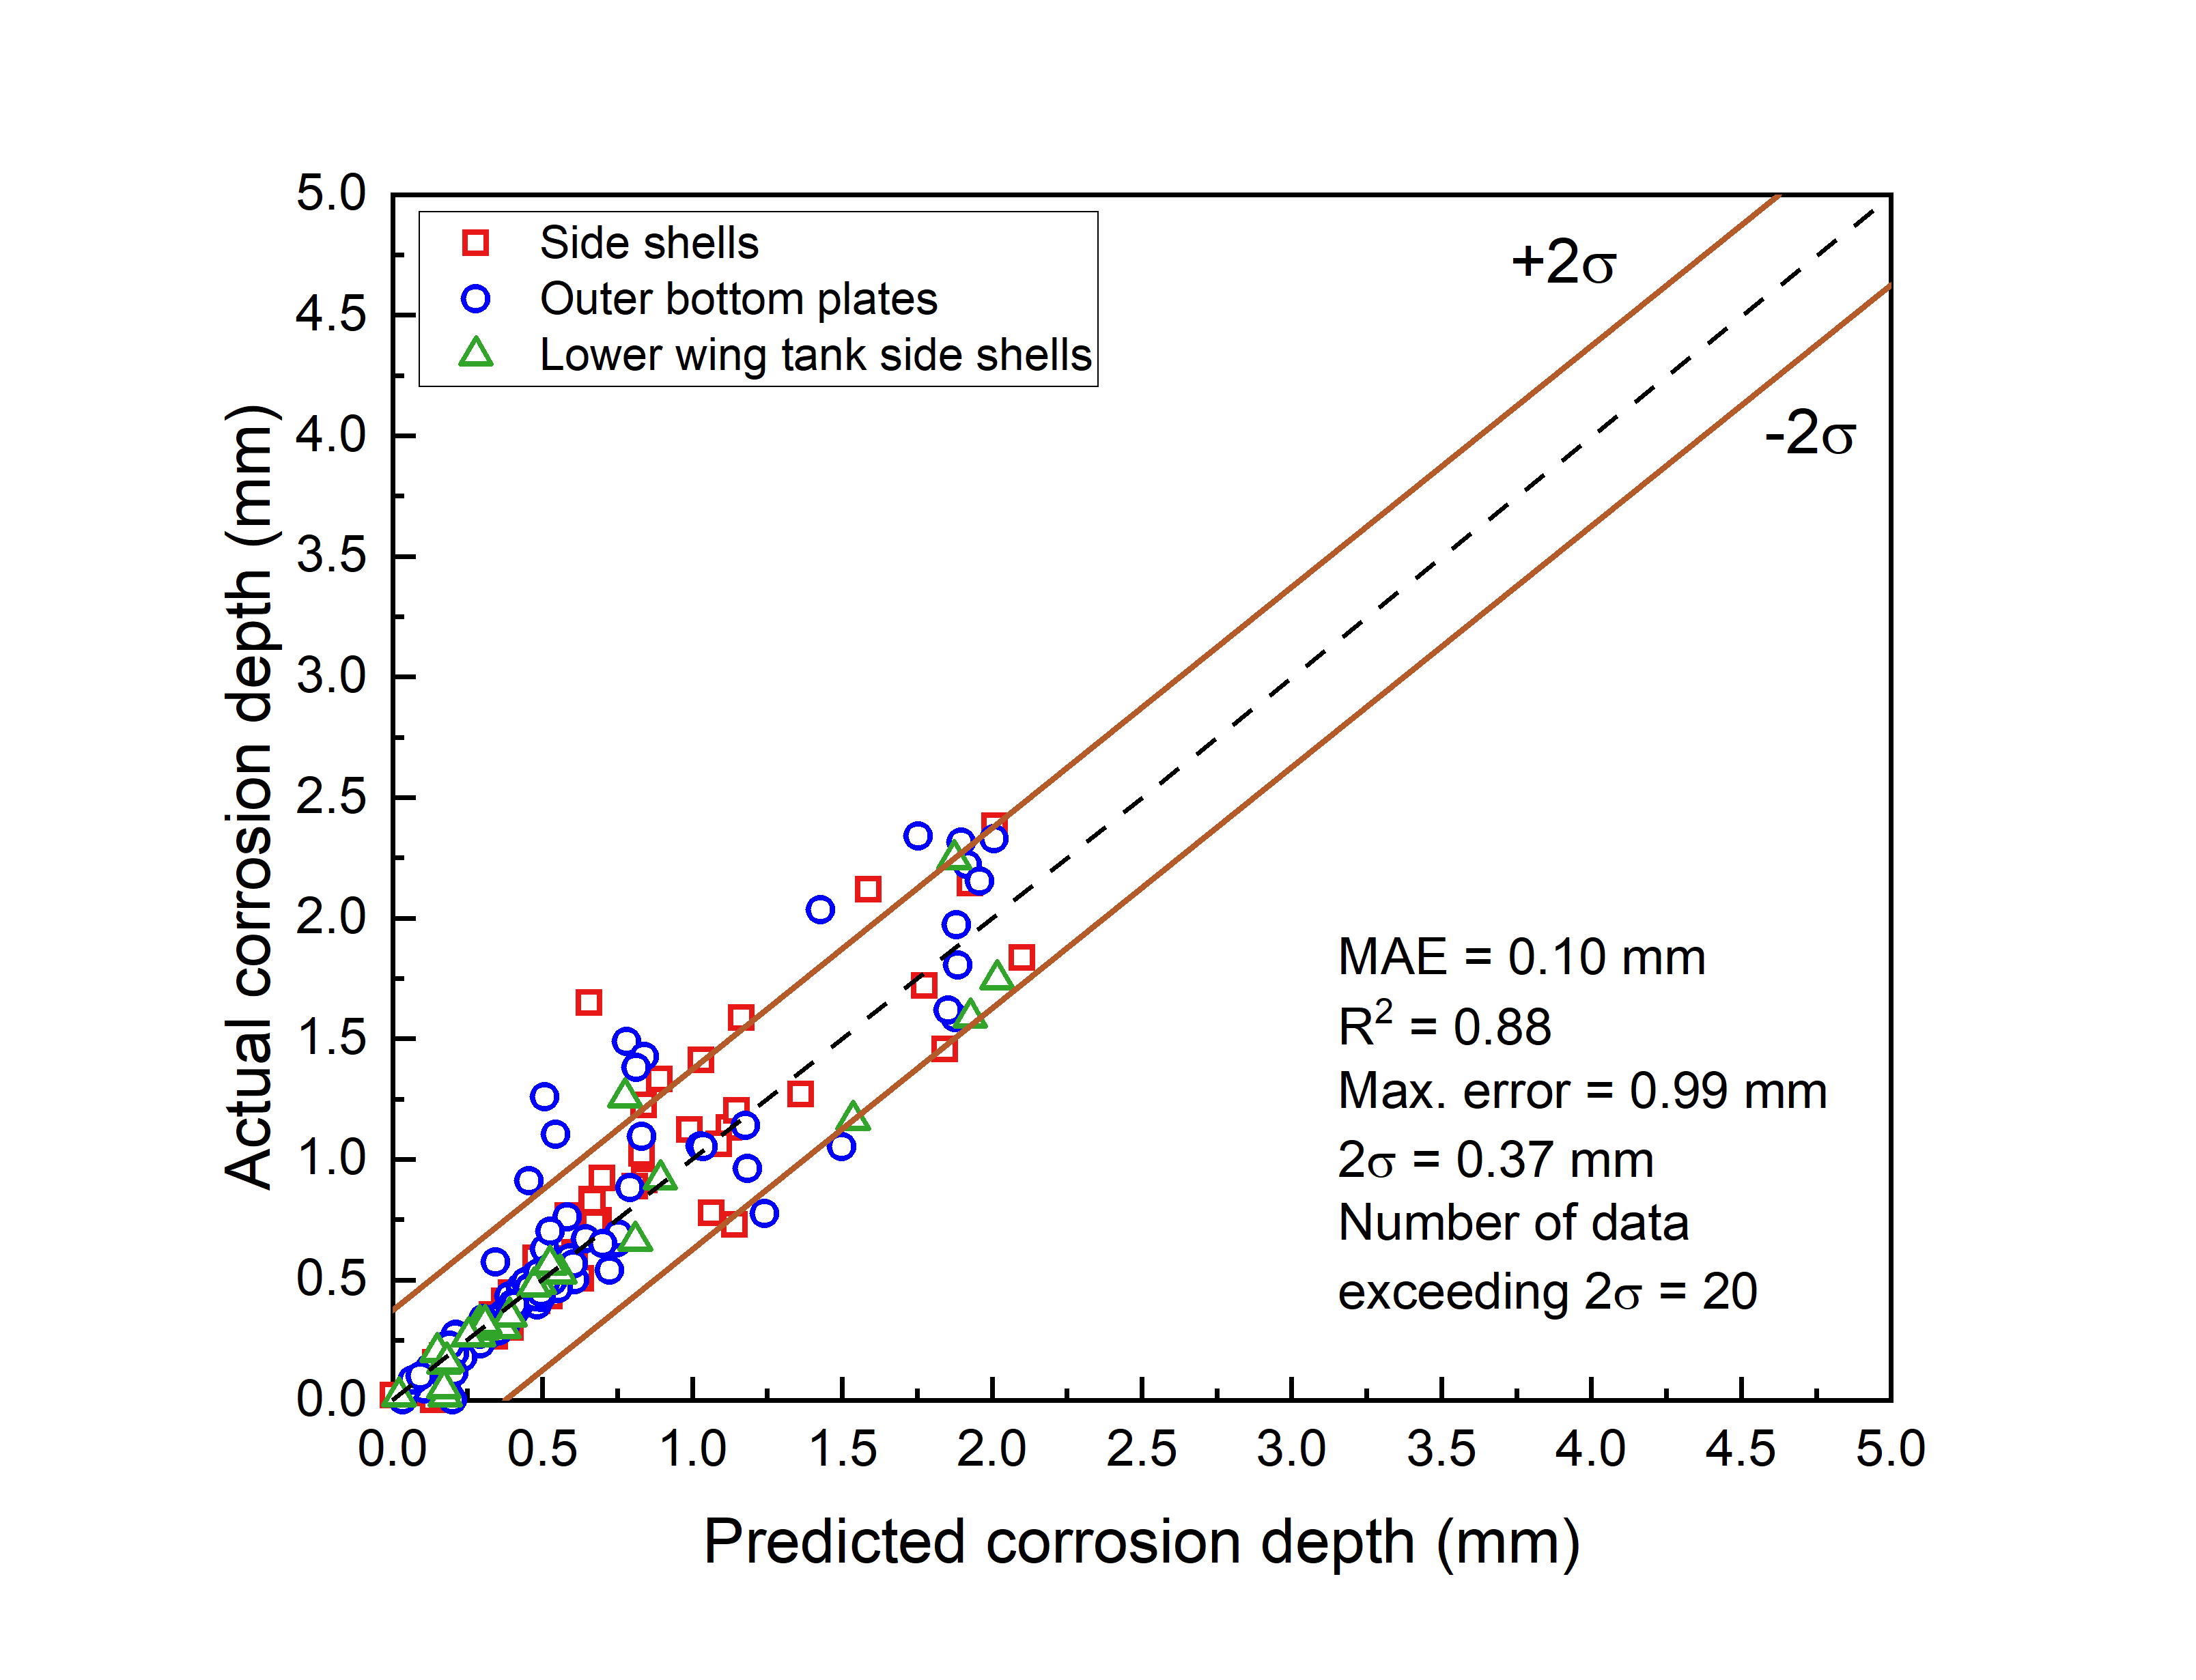 5.0
4.5
4.0
3.5
3.0
2.5
2.0
1.5
1.0
0.5
0.0
Actual corrosion depth (mm)
Side shells
Outer bottom plates
Lower wing tank side shells
+2σ
-2σ
MAE = 0.10 mm
R² = 0.88
Max. error = 0.99 mm
2σ = 0.37 mm
Number of data
exceeding 2σ = 20
0.0 0.5 1.0 1.5 2.0 2.5 3.0 3.5 4.0 4.5 5.0
Predicted corrosion depth (mm)